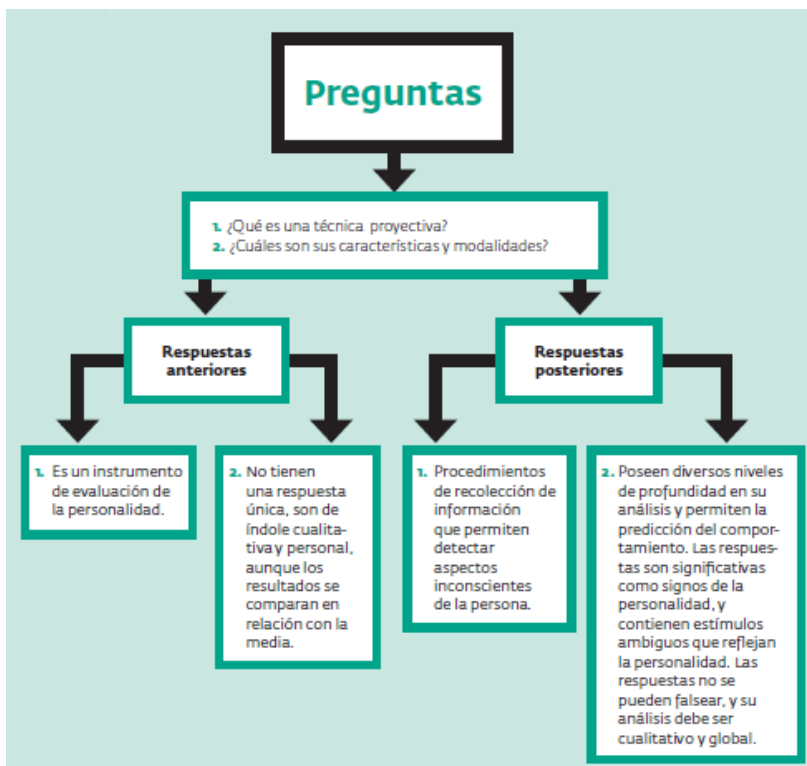 Preguntas
1. ¿Qué es una técnica proyectiva?
2. ¿Cuáles son sus características y modalidades?
Respuestas
anteriores
Respuestas
posteriores
1. Es un instrumento
de evaluación de
la personalidad.
2. No tienen
una respuesta
única, son de
índole cualita-
tiva y personal,
aunque los
resultados se
comparan en
relación con la
media.
1. Procedimientos
de recolección de
información
que permiten
detectar
aspectos
inconscientes
de la persona.
2. Poseen diversos niveles
de profundidad en su
análisis y permiten la
predicción del compor-
tamiento. Las respues-
tas son significativas
como signos de la
personalidad, y
contienen estímulos
ambiguos que reflejan
la personalidad. Las
respuestas no se
pueden falsear, y su
análisis debe ser
cualitativo y global.